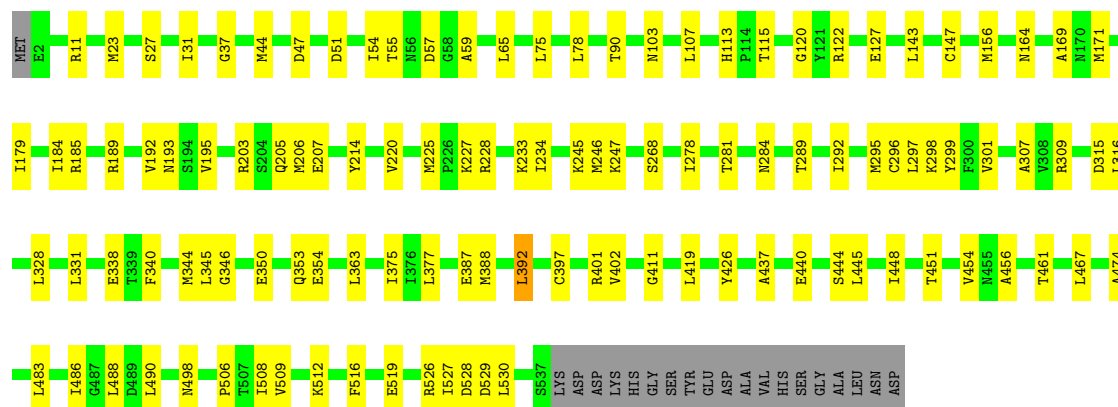 MET E2 R11 M23 S27 I31 G37 M44 D47 D51 I54 T55 N56 D57 G58 A59 L65 L75 L78 T90 N103 L107 H113 P114 T115 G120 Y121 R122 E127 L143 C147 M156 N164 A169 N170 M171
I179 I184 R185 R189 V192 N193 S194 V195 R203 S204 Q205 M206 E207 Y214 V220 M225 P226 K227 R228 K233 I234 K245 M246 K247 S268 I278 T281 N284 T289 I292 M295 C296 L297 K298 Y299 F300 V301 A307 V308 R309 D315 L316
L328 L331 E338 T339 F340 M344 L345 G346 E350 Q353 E354 L363 I375 I376 L377 E387 M388 L392 C397 R401 V402 G411 L419 Y426 A437 E440 S444 L445 I448 T451 V454 N455 A456 T461 L467 A474
L483 I486 G487 L488 D489 L490 N498 P506 T507 I508 V509 K512 F516 E519 R526 I527 D528 D529 L530 S537 LYS ASP ASP LYS HIS GLY SER TYR GLU ASP ALA VAL HIS SER GLY ALA LEU ASN ASP